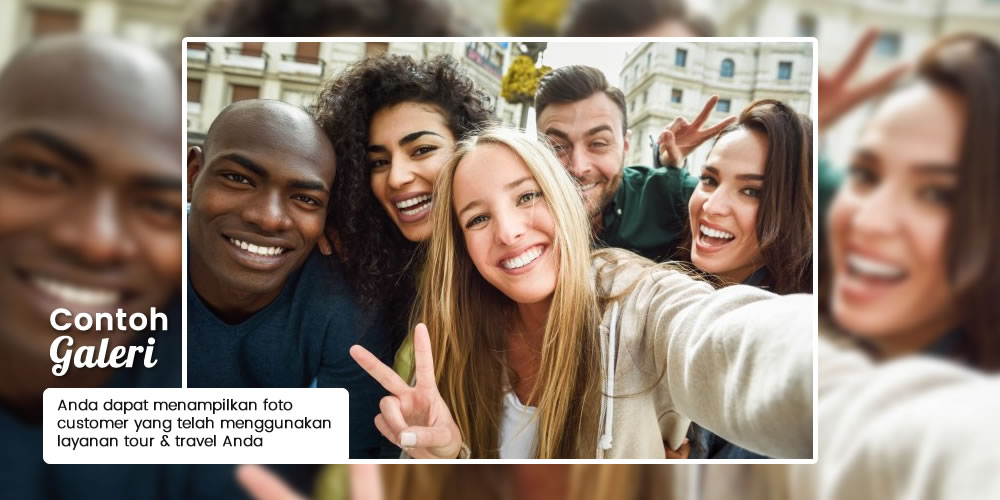 Contoh
Galeri
Anda dapat menampilkan foto
customer yang telah menggunakan
layanan tour & travel Anda